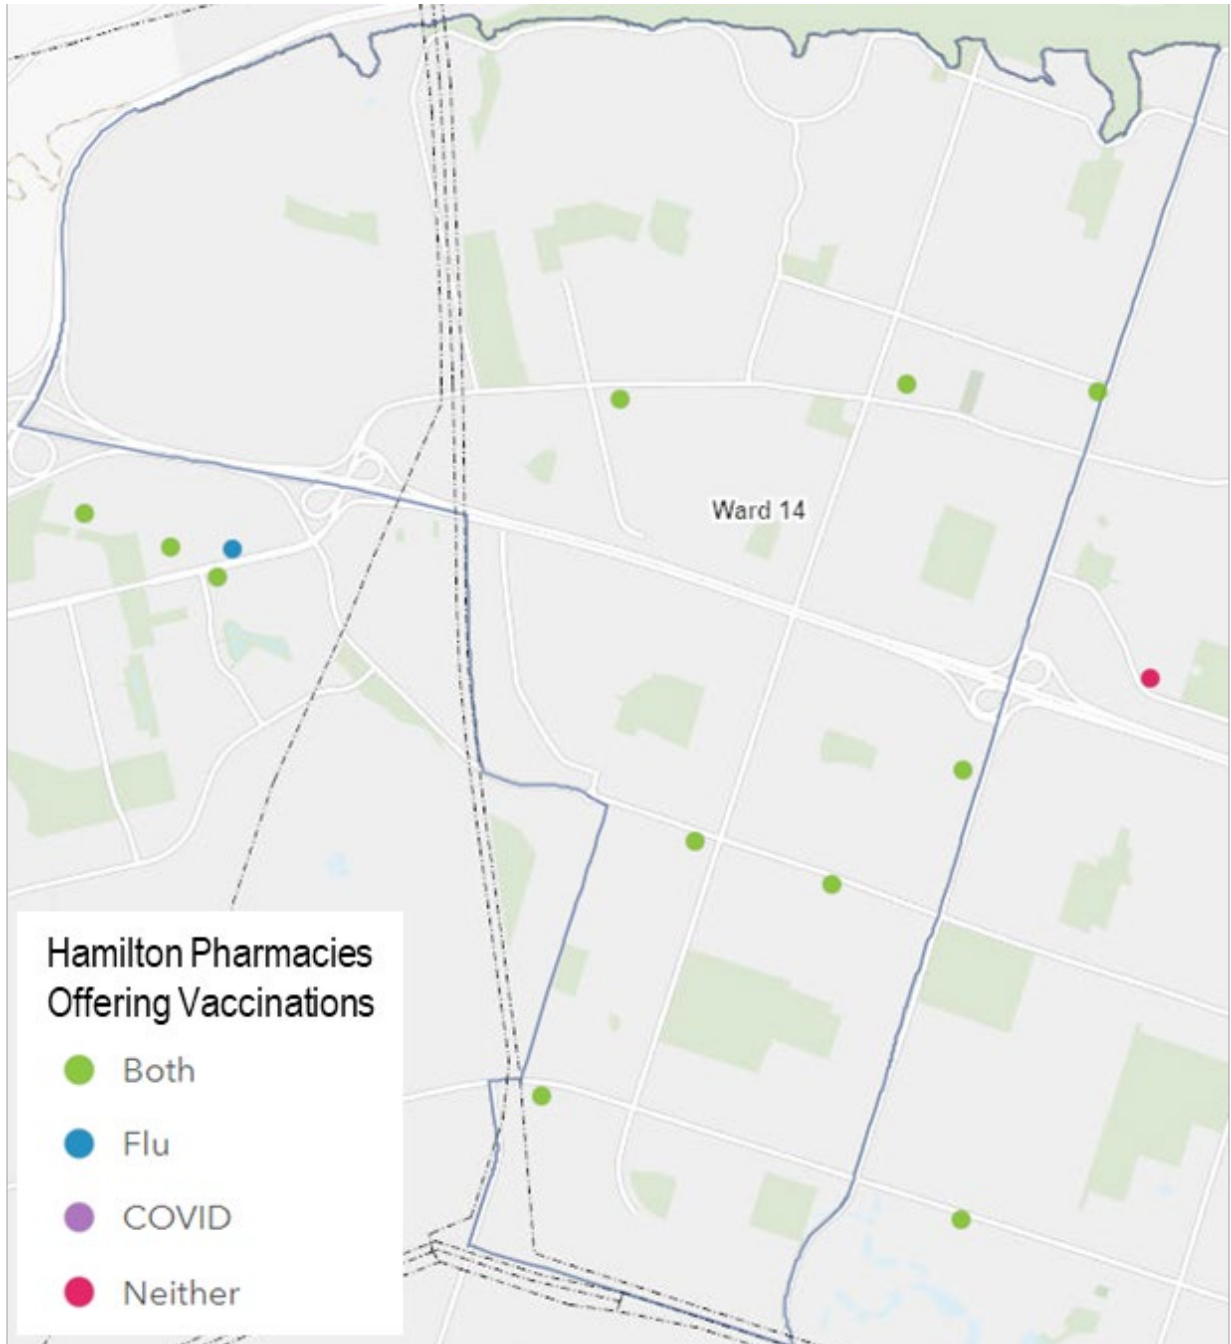 Ward 14
Hamilton Pharmacies
Offering Vaccinations
Both
Flu
COVID
Neither